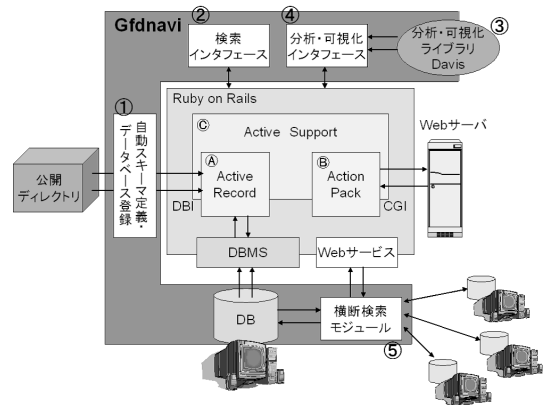 Gfdnavi
②
検索
インタフェース
④
分析・可視化
インタフェース
分析・可視化
ライブラリ
Davis
③
Ruby on Rails
Ⓒ
Active Support
①
自動スキーマ定義・
データベース登録
公開
ディレクトリ
Ⓐ
Active
Record
Ⓑ
Action
Pack
DBI
CGI
Webサーバ
DBMS
Webサービス
DB
横断検索
モジュール
⑤